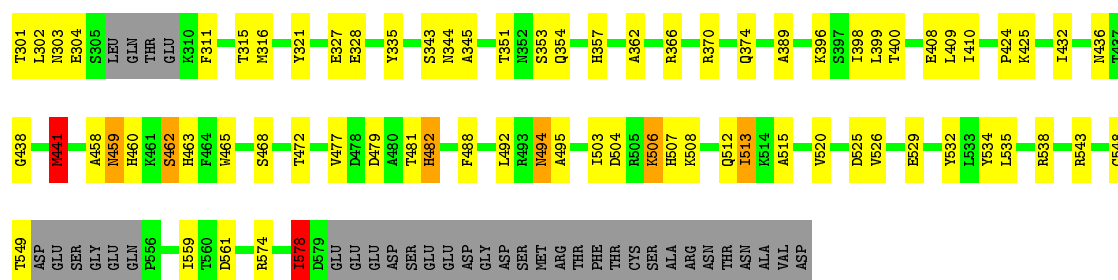 T301 L302 N303 E304 S305 LEU GLN THR GLU K310 F311 T315 M316 Y321 E327 E328 Y335 S343 N344 A345 T351 N352 S353 Q354 H357 A362 R366 R370 Q374 A389 K396 S397 I398 L399 T400 E408 L409 I410 P424 K425 I432 N436 T437
G438 M441 A458 N459 H460 K461 S462 H463 F464 W465 S468 T472 V477 D478 D479 A480 T481 H482 F488 L492 R493 N494 A495 I503 D504 R505 K506 H507 K508 Q512 I513 K514 A515 V520 D525 V526 E529 Y532 L533 Y534 L535 R538 R543 G548
T549 ASP GLU SER GLY GLU GLN P556 I559 T560 D561 R574 I578 D579 GLU GLU GLU ASP SER GLU GLU ASP GLY ASP SER MET ARG THR PHE THR CYS SER ALA ARG ASN THR ASN ALA VAL ASP